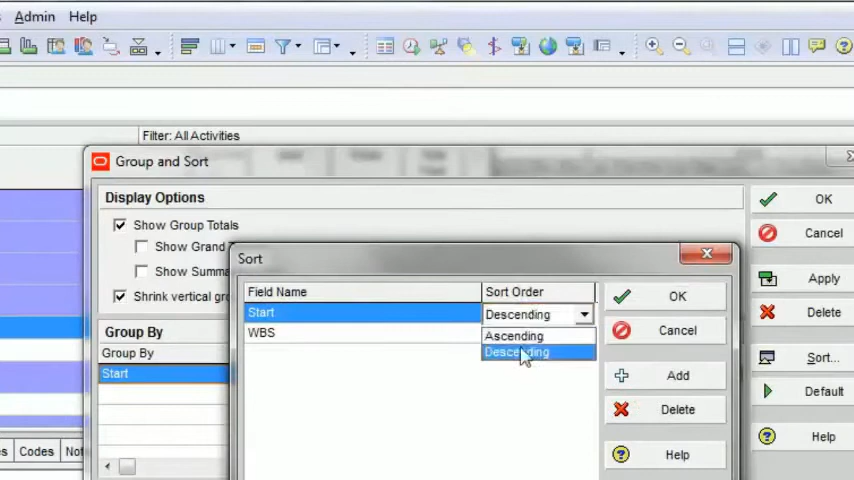 Admin Help
Filter: All Activities
Group and Sort
Display Options
Show Group Totals
Show Grand
Show Summa
Shrink vertical gr
Group By
Group By
Start
OK
Cancel
Apply
Delete
Sort...
Default
Help
Sort
Field Name Sort Order
Start Descending
WBS
Ascending
Descending
OK
Cancel
Add
Delete
Help
Codes